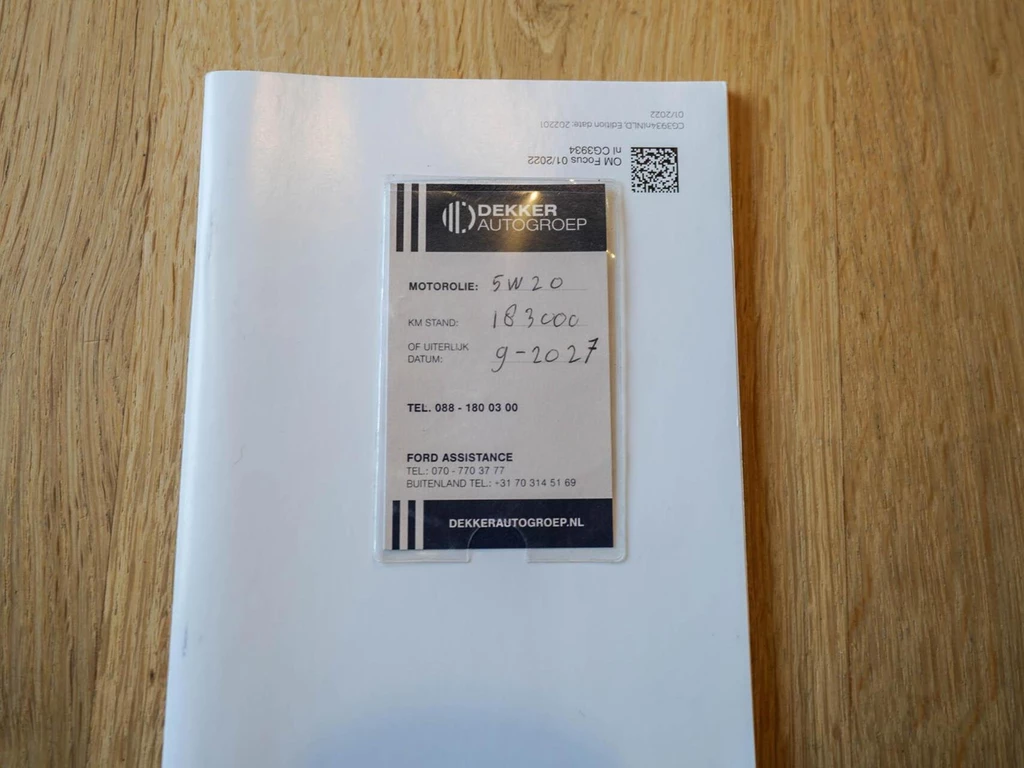 01/2022
CG3934nlNLD, Edition date: 202201
nl CG3934
OM Focus 01/2022
DEKKER
AUTOGROEP
MOTOROLIE: 5W20
KM STAND: 183000
OF UITERLIJK
DATUM: 9-2027
TEL. 088 - 180 03 00
FORD ASSISTANCE
TEL.: 070 - 770 37 77
BUITENLAND TEL.: +31 70 314 51 69
DEKKERAUTOGROEP.NL